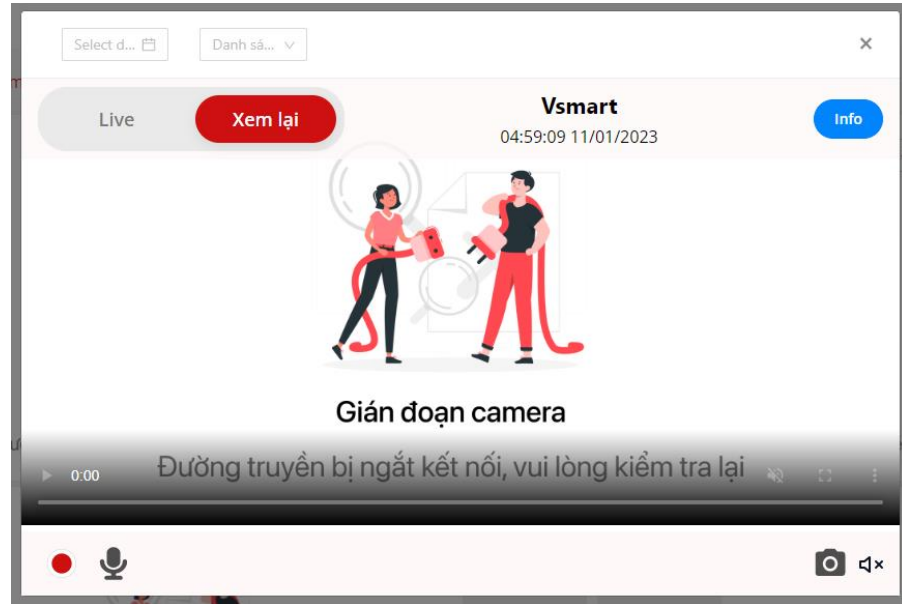 Select d...
Danh sá...
Live
Xem lại
Vsmart
04:59:09 11/01/2023
Info
Gián đoạn camera
0:00
Đường truyền bị ngắt kết nối, vui lòng kiểm tra lại